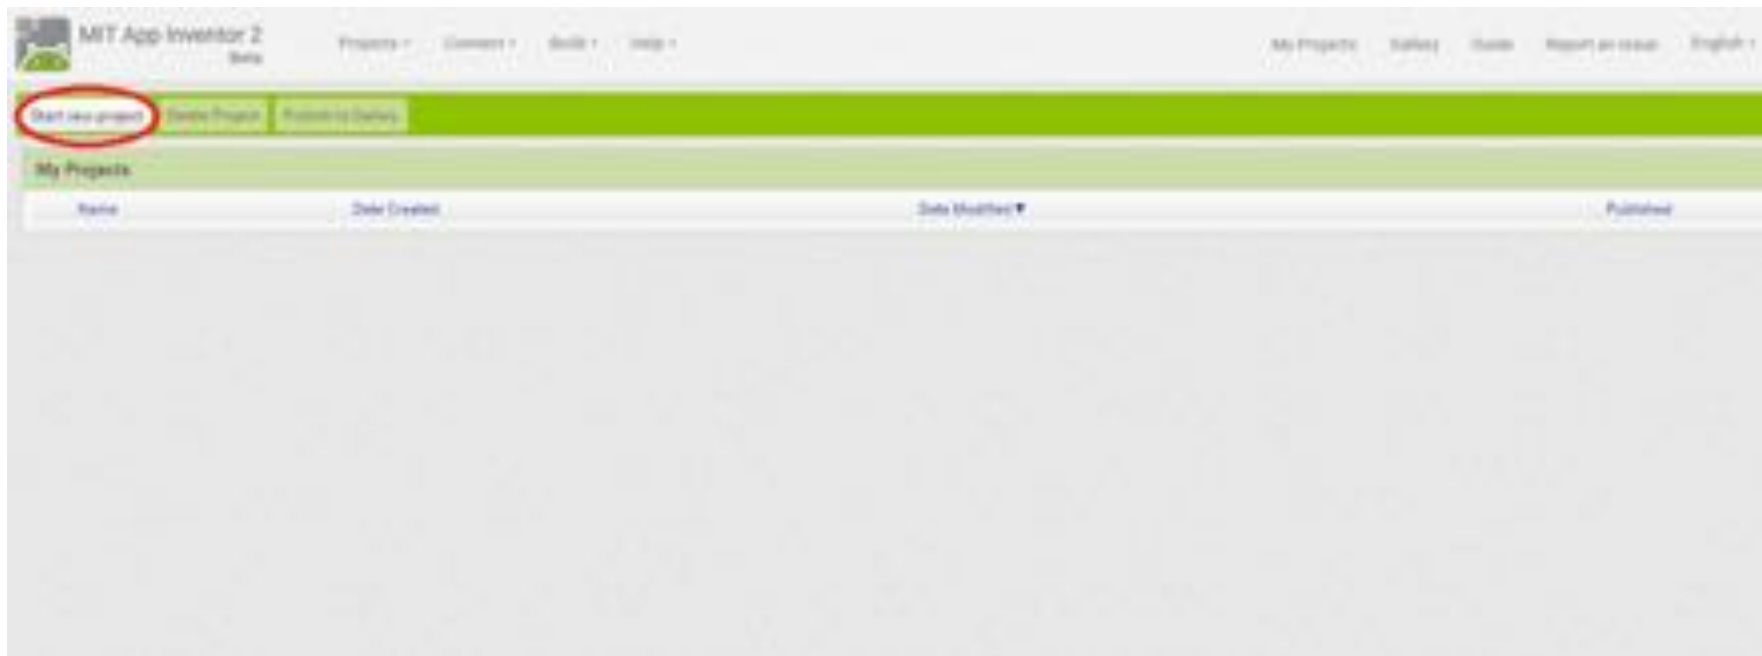 MIT App Inventor 2
Beta
Projects Connect Build Help
My Projects Gallery Guide Report an Issue English
Start new project Delete Project Publish to Gallery
My Projects
Name Date Created Date Modified ▼ Published